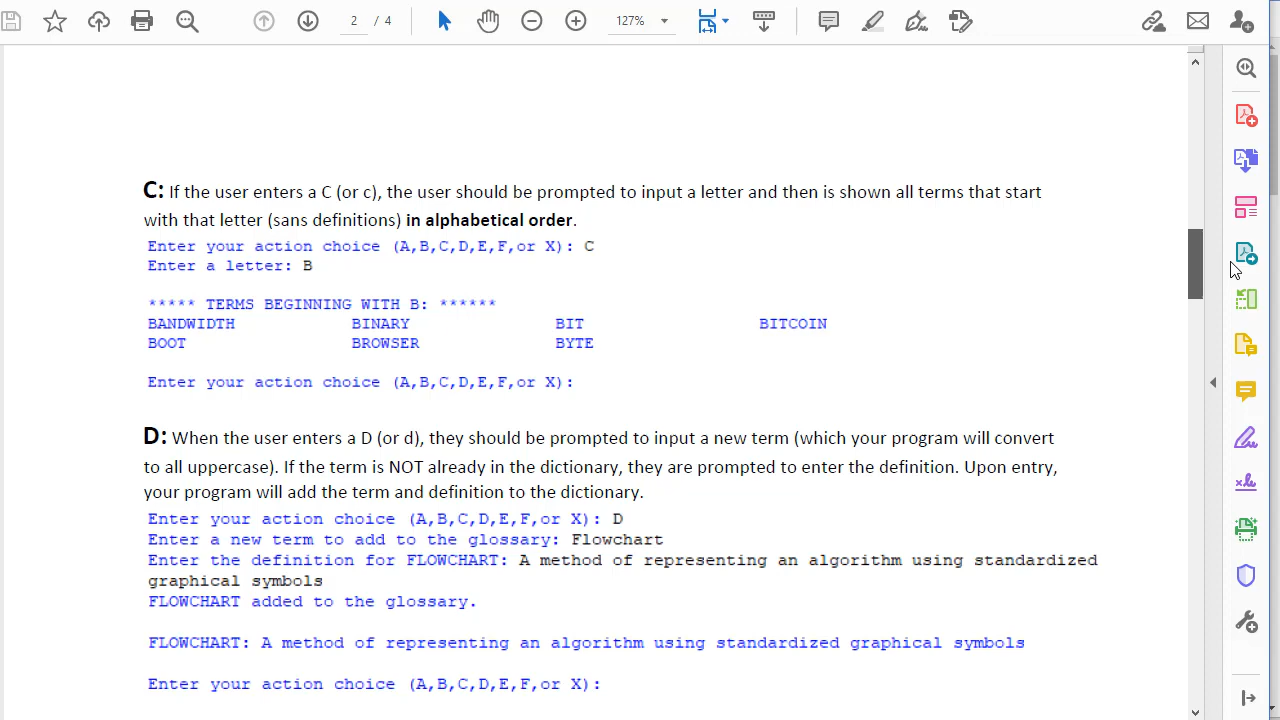 2 / 4 127%
C: If the user enters a C (or c), the user should be prompted to input a letter and then is shown all terms that start
with that letter (sans definitions) in alphabetical order.
Enter your action choice (A,B,C,D,E,F,or X): C
Enter a letter: B
***** TERMS BEGINNING WITH B: ******
BANDWIDTH BINARY BIT BITCOIN
BOOT BROWSER BYTE
Enter your action choice (A,B,C,D,E,F,or X):
D: When the user enters a D (or d), they should be prompted to input a new term (which your program will convert
to all uppercase). If the term is NOT already in the dictionary, they are prompted to enter the definition. Upon entry,
your program will add the term and definition to the dictionary.
Enter your action choice (A,B,C,D,E,F,or X): D
Enter a new term to add to the glossary: Flowchart
Enter the definition for FLOWCHART: A method of representing an algorithm using standardized
graphical symbols
FLOWCHART added to the glossary.
FLOWCHART: A method of representing an algorithm using standardized graphical symbols
Enter your action choice (A,B,C,D,E,F,or X):